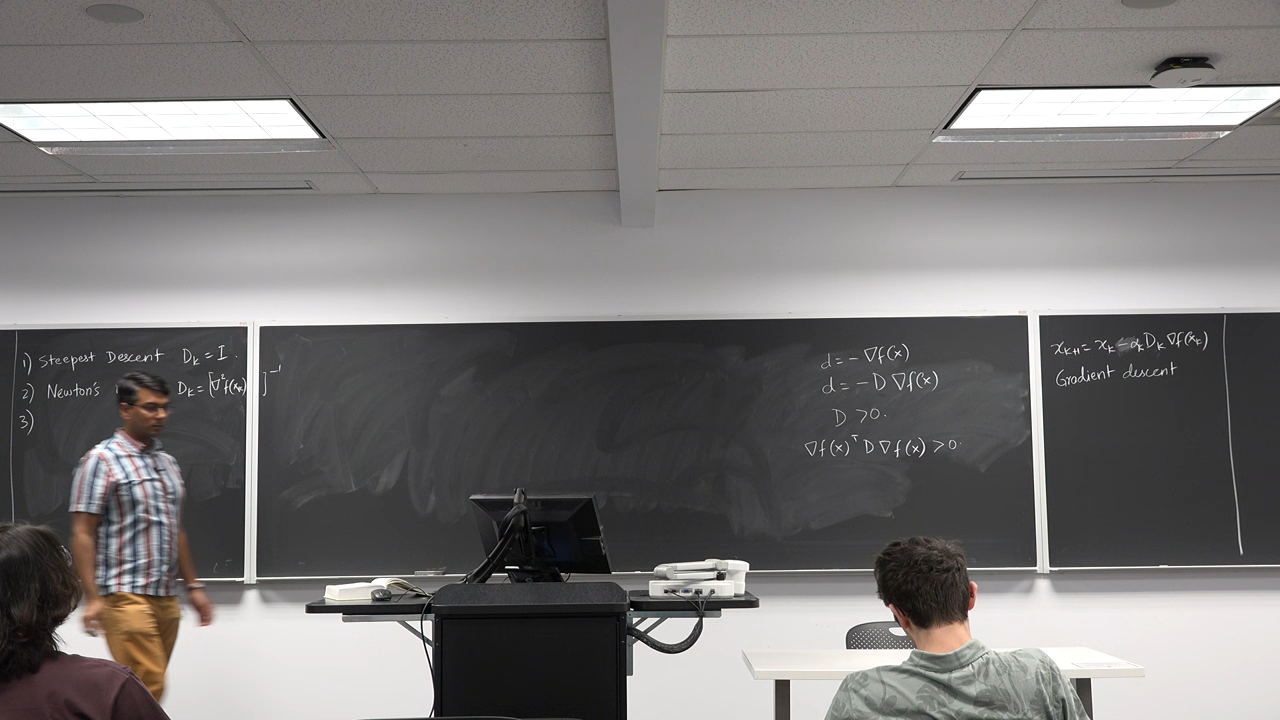 1) Steepest Descent D_K = I.
2) Newton's D_K = [∇²f(x_K)]⁻¹
3)
d = - ∇f(x)
d = - D ∇f(x)
D > 0.
∇f(x)ᵀ D ∇f(x) > 0.
x_{K+1} = x_K - α_K D_K ∇f(x_K)
Gradient descent